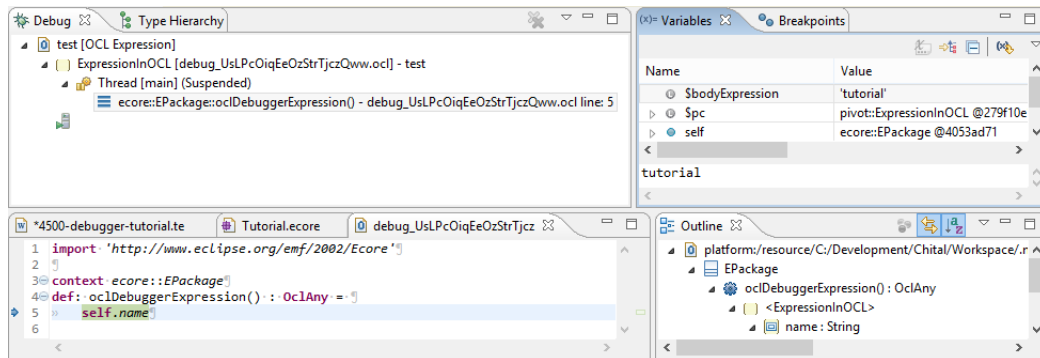 Debug
Type Hierarchy
test [OCL Expression]
ExpressionInOCL [debug_UsLPcOiqEeOzStrTjczQww.ocl] - test
Thread [main] (Suspended)
ecore::EPackage::oclDebuggerExpression() - debug_UsLPcOiqEeOzStrTjczQww.ocl line: 5
(x)= Variables
Breakpoints
Name Value
$bodyExpression 'tutorial'
$pc pivot::ExpressionInOCL @279f10e
self ecore::EPackage @4053ad71
tutorial
*4500-debugger-tutorial.te
Tutorial.ecore
debug_UsLPcOiqEeOzStrTjcz
1 import 'http://www.eclipse.org/emf/2002/Ecore'
2
3 context ecore::EPackage
4 def: oclDebuggerExpression() : OclAny =
5 self.name
6
Outline
platform:/resource/C:/Development/Chital/Workspace/.r
EPackage
oclDebuggerExpression() : OclAny
<ExpressionInOCL>
name : String